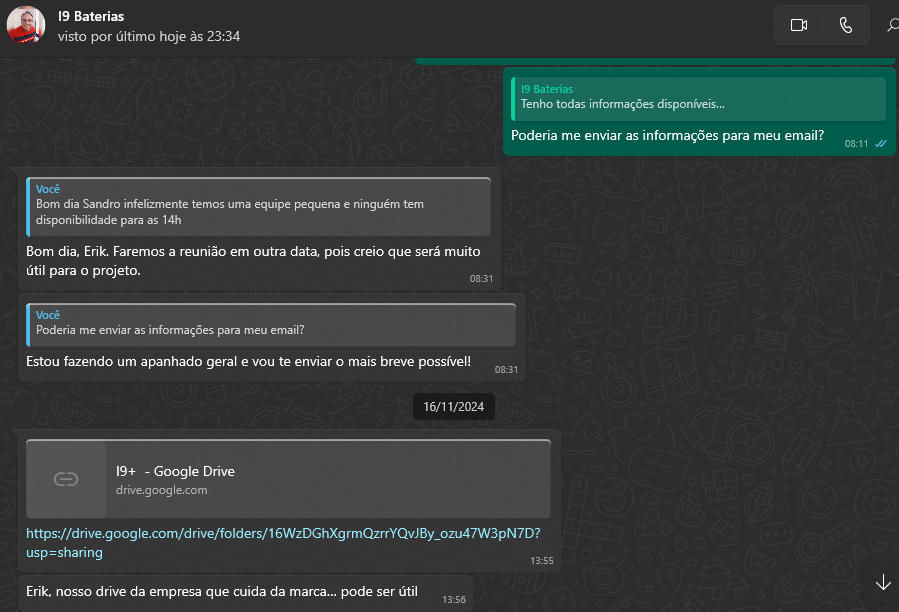 I9 Baterias
visto por último hoje às 23:34
I9 Baterias
Tenho todas informações disponíveis...
Poderia me enviar as informações para meu email?
08:11
Você
Bom dia Sandro infelizmente temos uma equipe pequena e ninguém tem
disponibilidade para as 14h
Bom dia, Erik. Faremos a reunião em outra data, pois creio que será muito
útil para o projeto.
08:31
Você
Poderia me enviar as informações para meu email?
Estou fazendo um apanhado geral e vou te enviar o mais breve possível!
08:31
16/11/2024
I9+ - Google Drive
drive.google.com
https://drive.google.com/drive/folders/16WzDGhXgrmQzrrYQvJBy_ozu47W3pN7D?
usp=sharing
13:55
Erik, nosso drive da empresa que cuida da marca... pode ser útil
13:56